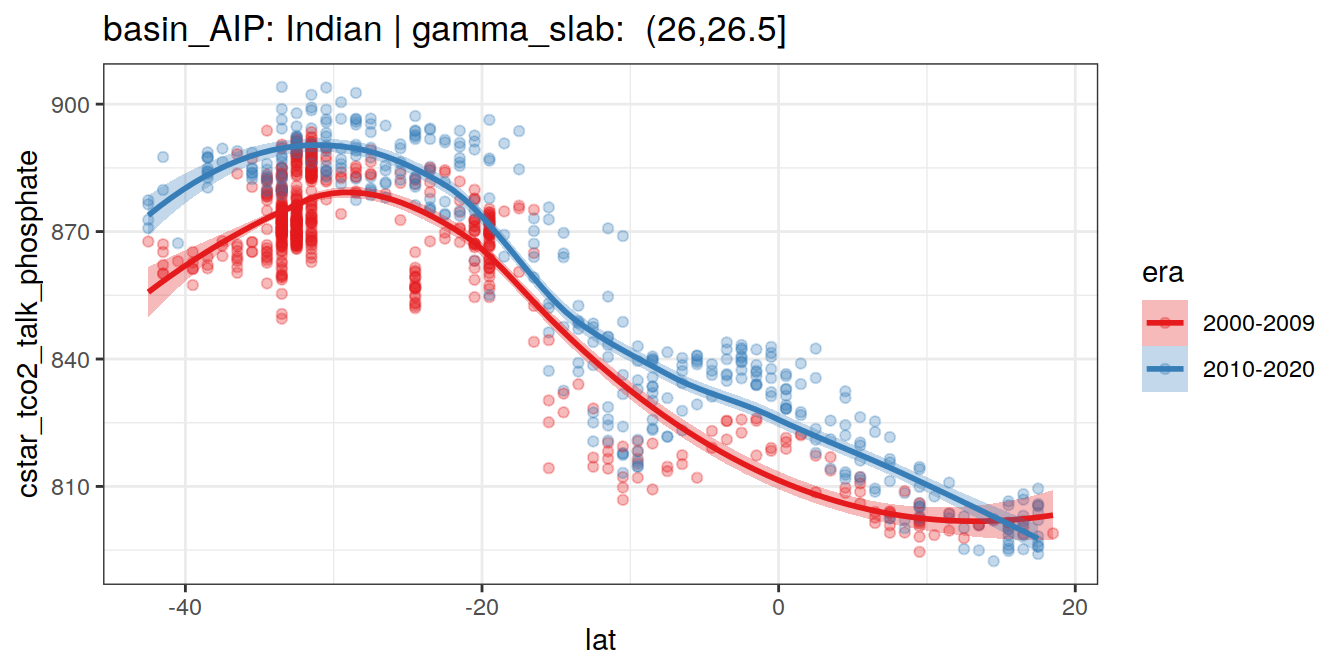 basin_AIP: Indian | gamma_slab:  (26,26.5]
cstar_tco2_talk_phosphate
900
870
840
810
-40
-20
0
20
lat
era
2000-2009
2010-2020